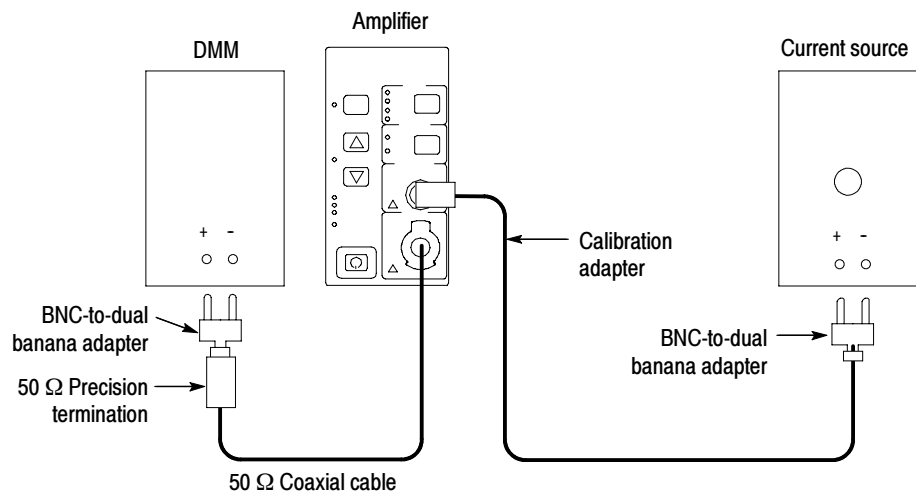 Amplifier
DMM
Current source
+ -
+ -
Calibration
adapter
BNC-to-dual
banana adapter
BNC-to-dual
banana adapter
50 Ω Precision
termination
50 Ω Coaxial cable